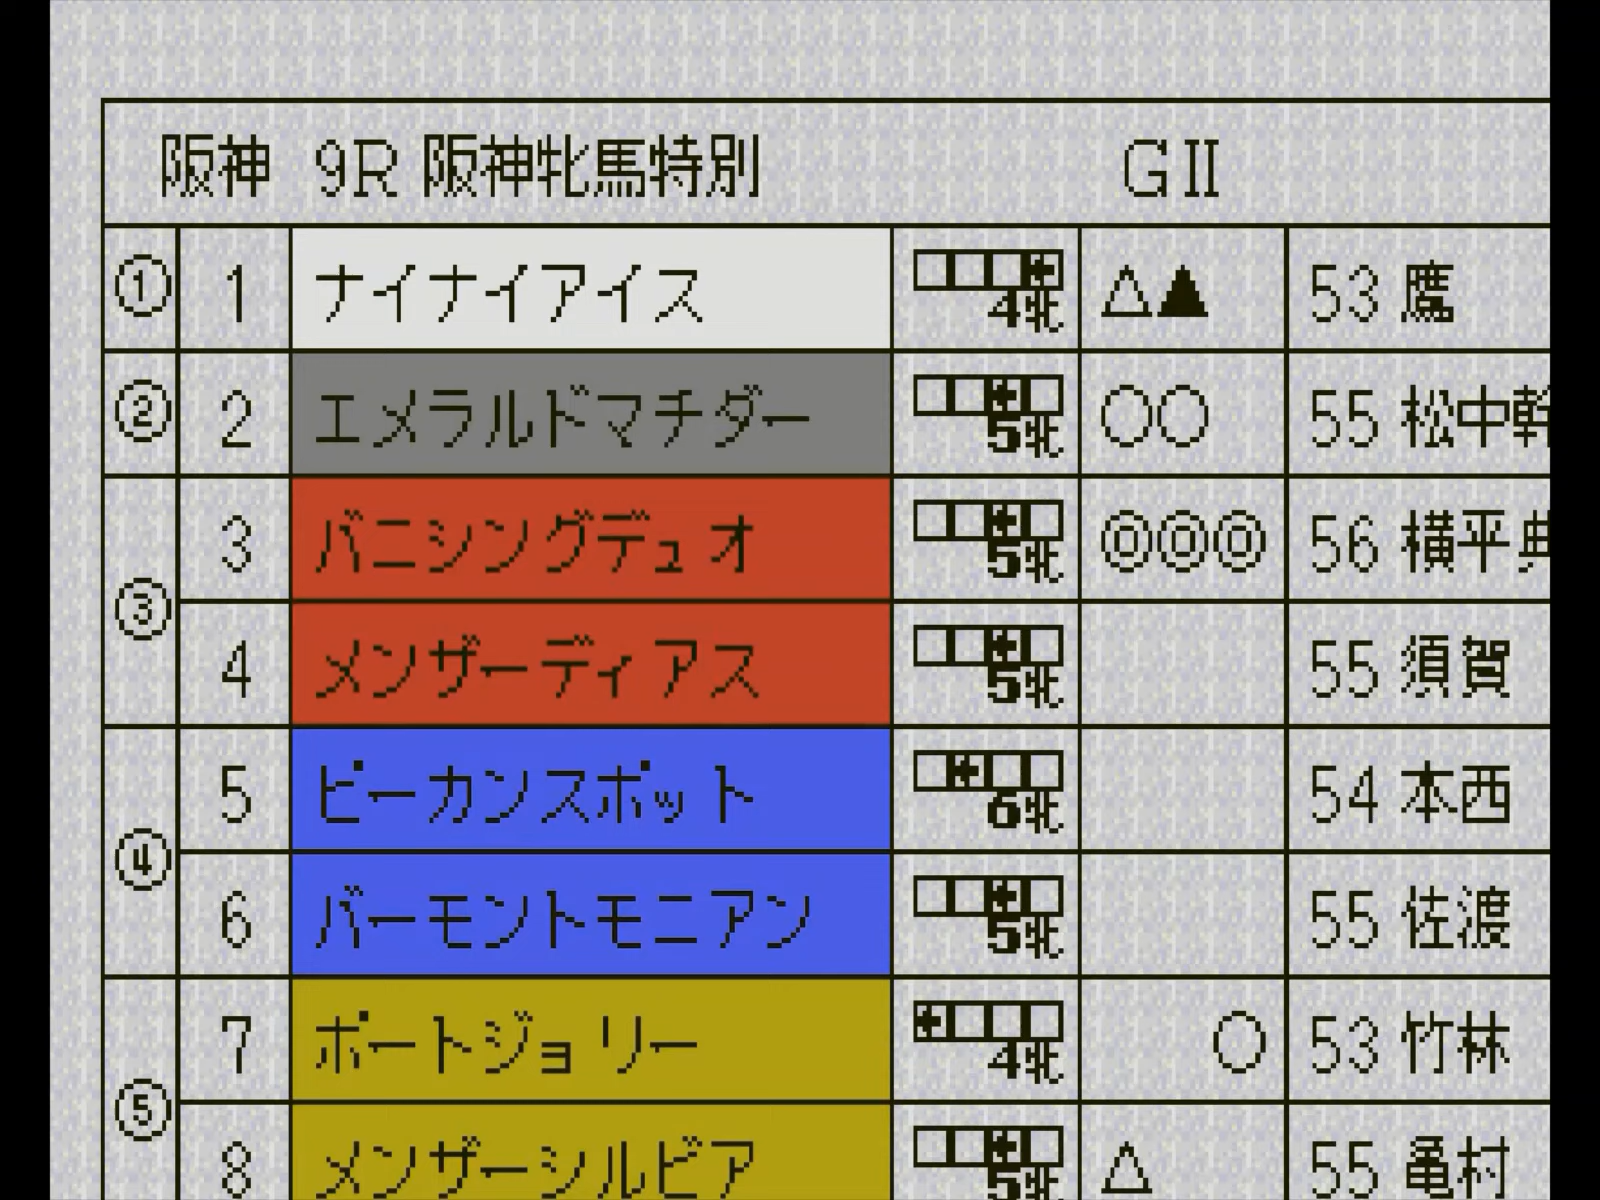 阪神 9R 阪神牝馬特別 GII
① 1 ナイナイアイス 4牝 △▲ 53 鷹
② 2 エメラルドマチダー 5牝 ○○ 55 松中幹
③ 3 バニシングデュオ 5牝 ◎◎◎ 56 横平典
4 メンザーディアス 5牝 55 須賀
④ 5 ピーカンスポット 6牝 54 本西
6 バーモントモニアン 5牝 55 佐渡
⑤ 7 ポートジョリー 4牝 ○ 53 竹林
8 メンザーシルビア 5牝 △ 55 亀村